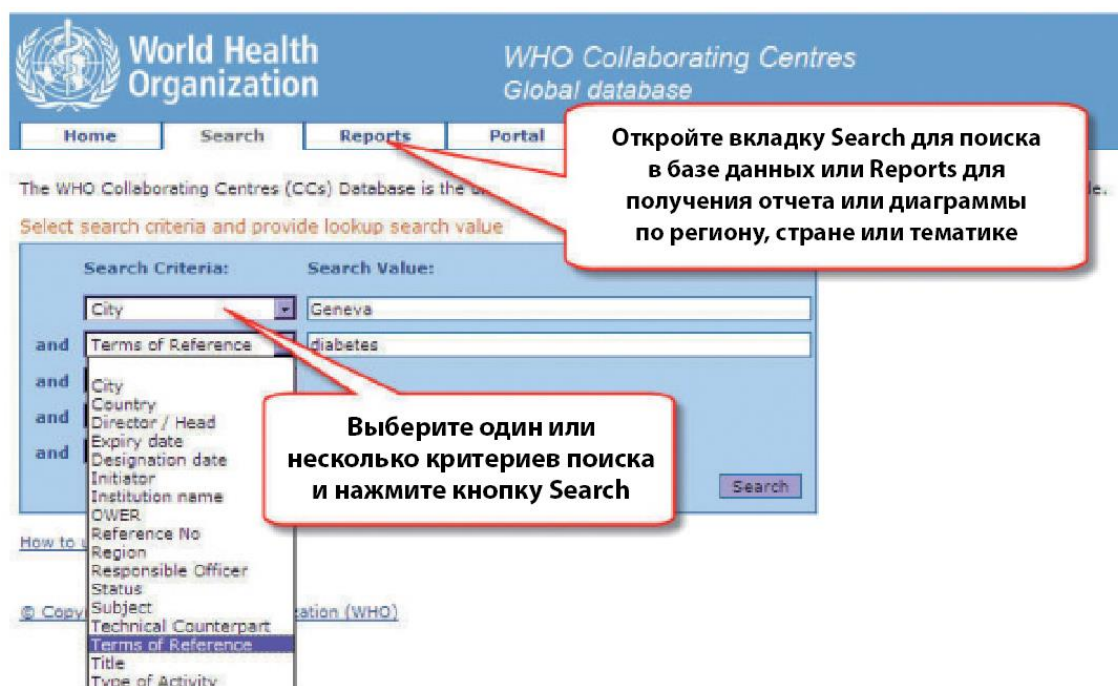 World Health
Organization
WHO Collaborating Centres
Global database
Home Search Reports Portal
Откройте вкладку Search для поиска
в базе данных или Reports для
получения отчета или диаграммы
по региону, стране или тематике
The WHO Collaborating Centres (CCs) Database is the
Select search criteria and provide lookup search value
Search Criteria: Search Value:
City Geneva
and Terms of Reference diabetes
and
and
and
City
Country
Director / Head
Expiry date
Designation date
Initiator
Institution name
OWER
Reference No
Region
Responsible Officer
Status
Subject
Technical Counterpart
Terms of Reference
Title
Type of Activity
Выберите один или
несколько критериев поиска
и нажмите кнопку Search
Search
How to
© Copy
(WHO)